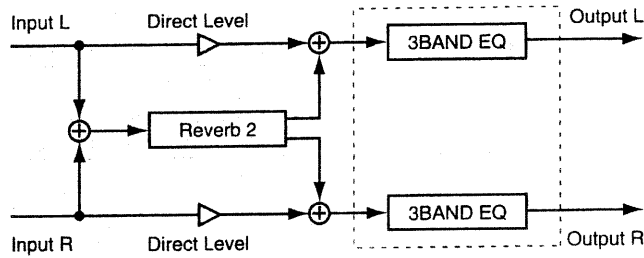 Input L
Direct Level
Output L
3BAND EQ
Reverb 2
3BAND EQ
Input R
Direct Level
Output R